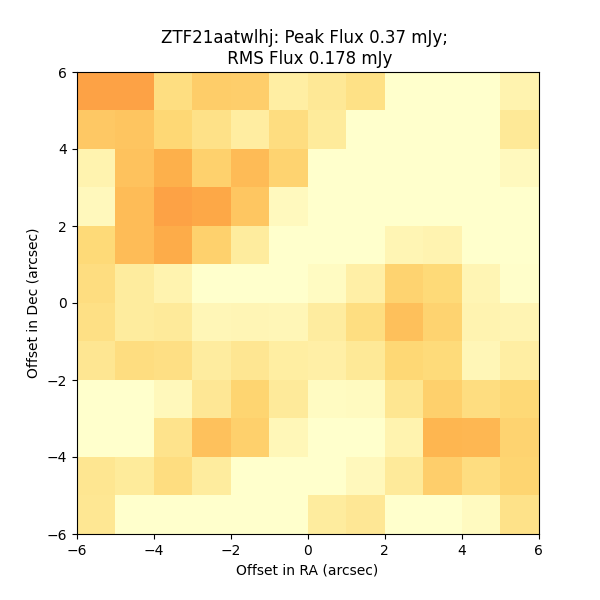 ZTF21aatwlhj: Peak Flux 0.37 mJy;
RMS Flux 0.178 mJy
6
4
2
0
−2
−4
−6
Offset in Dec (arcsec)
−6 −4 −2 0 2 4 6
Offset in RA (arcsec)